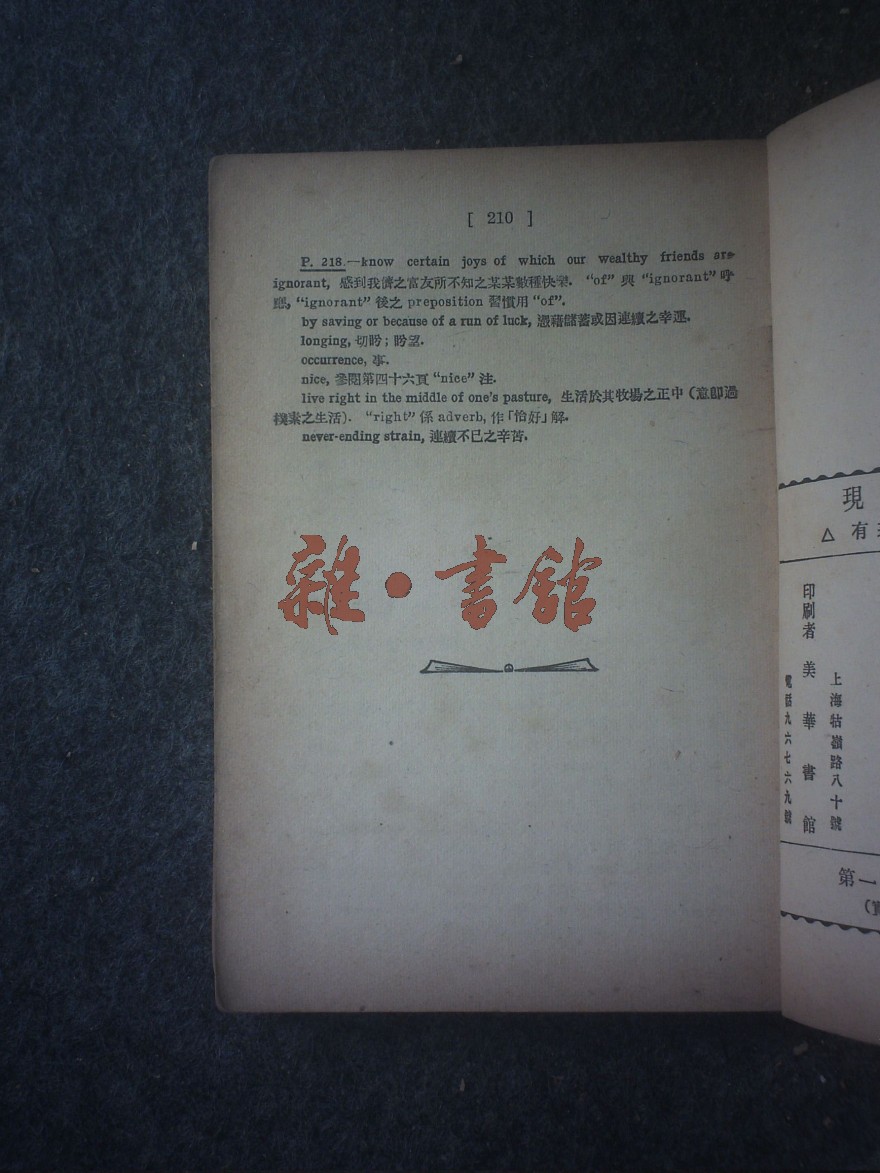 [ 210 ]
P. 218.—know certain joys of which our wealthy friends are
ignorant, 感到我儕之富友所不知之某某數種快樂. "of" 與 "ignorant" 呼
應, "ignorant" 後之 preposition 習慣用 "of".
by saving or because of a run of luck, 憑藉儲蓄或因連續之幸運.
longing, 切盼; 盼望.
occurrence, 事.
nice, 參閱第四十六頁 "nice" 注.
live right in the middle of one's pasture, 生活於其牧場之正中 (意卽過
樸素之生活). "right" 係 adverb, 作「恰好」解.
never-ending strain, 連續不已之辛苦.
雜·書館
現
△ 有
上海牯嶺路八十號
印刷者 美華書館
電話九六七六九號
第一